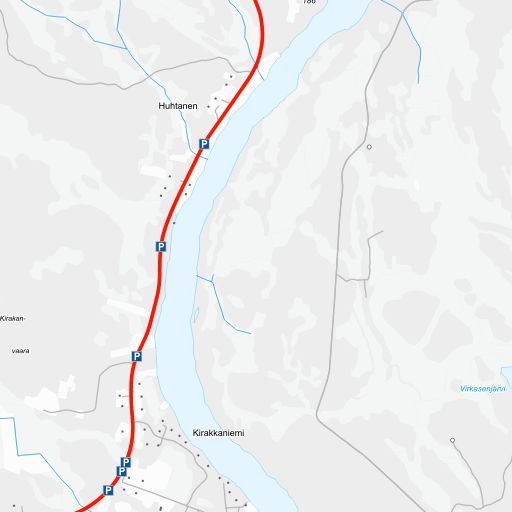 786
Huhtanen
P
P
Kirakan-
vaara
P
Virkasenjärvi
Kirakkaniemi
P
P
P